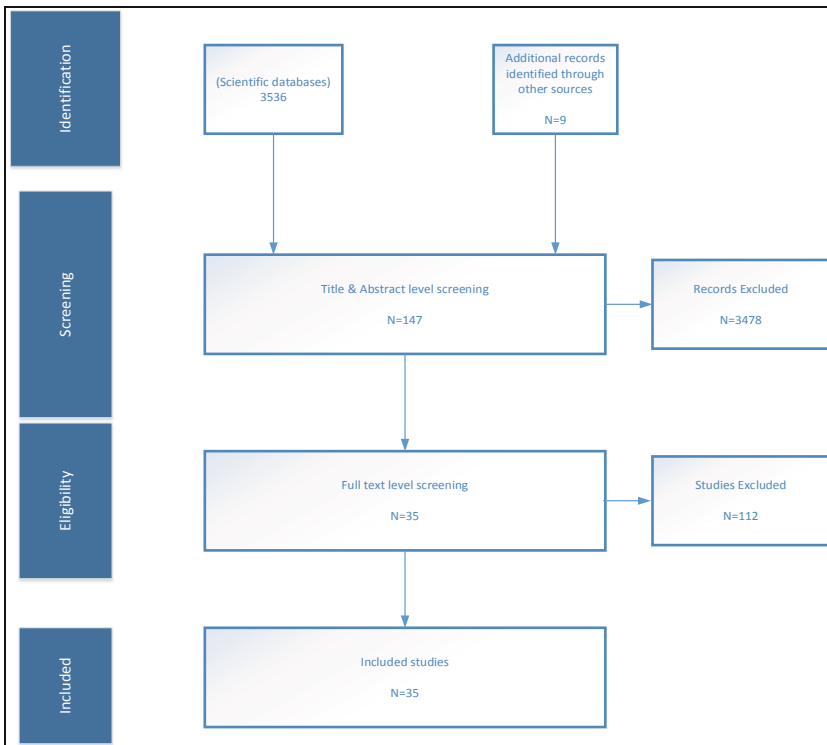 Identification
(Scientific databases)
3536
Additional records
identified through
other sources
N=9
Screening
Title & Abstract level screening
N=147
Records Excluded
N=3478
Eligibility
Full text level screening
N=35
Studies Excluded
N=112
Included
Included studies
N=35